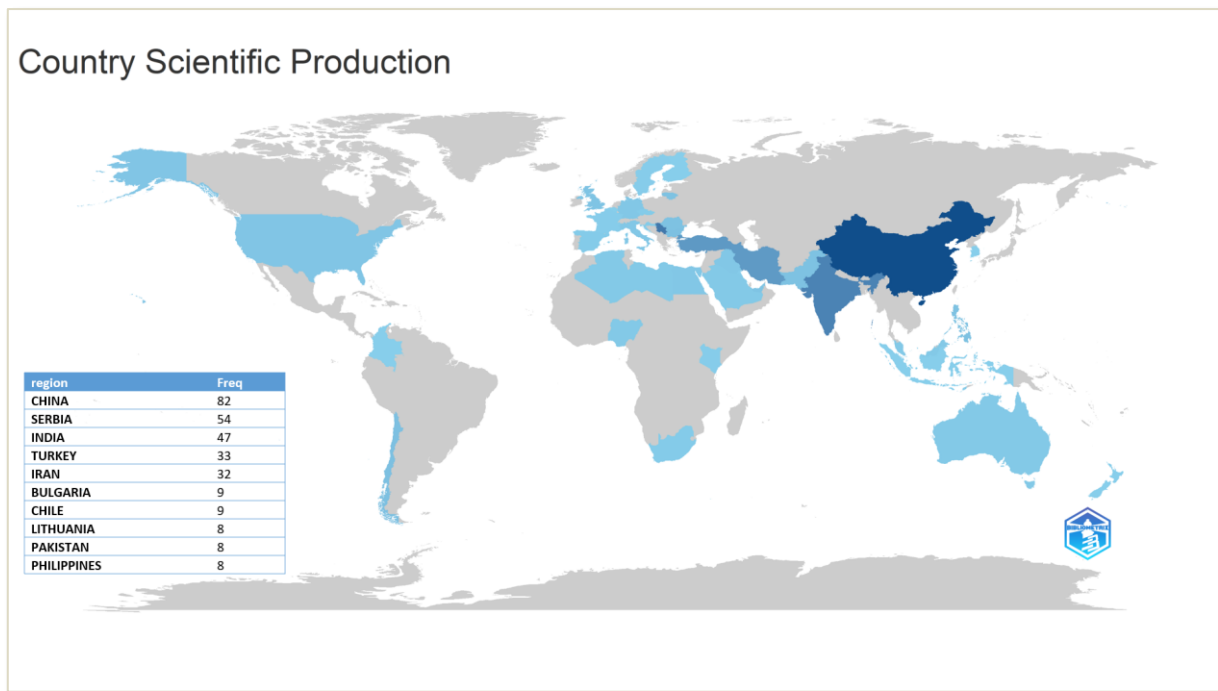 Country Scientific Production
region Freq
CHINA 82
SERBIA 54
INDIA 47
TURKEY 33
IRAN 32
BULGARIA 9
CHILE 9
LITHUANIA 8
PAKISTAN 8
PHILIPPINES 8
BIBLIOMETRIX